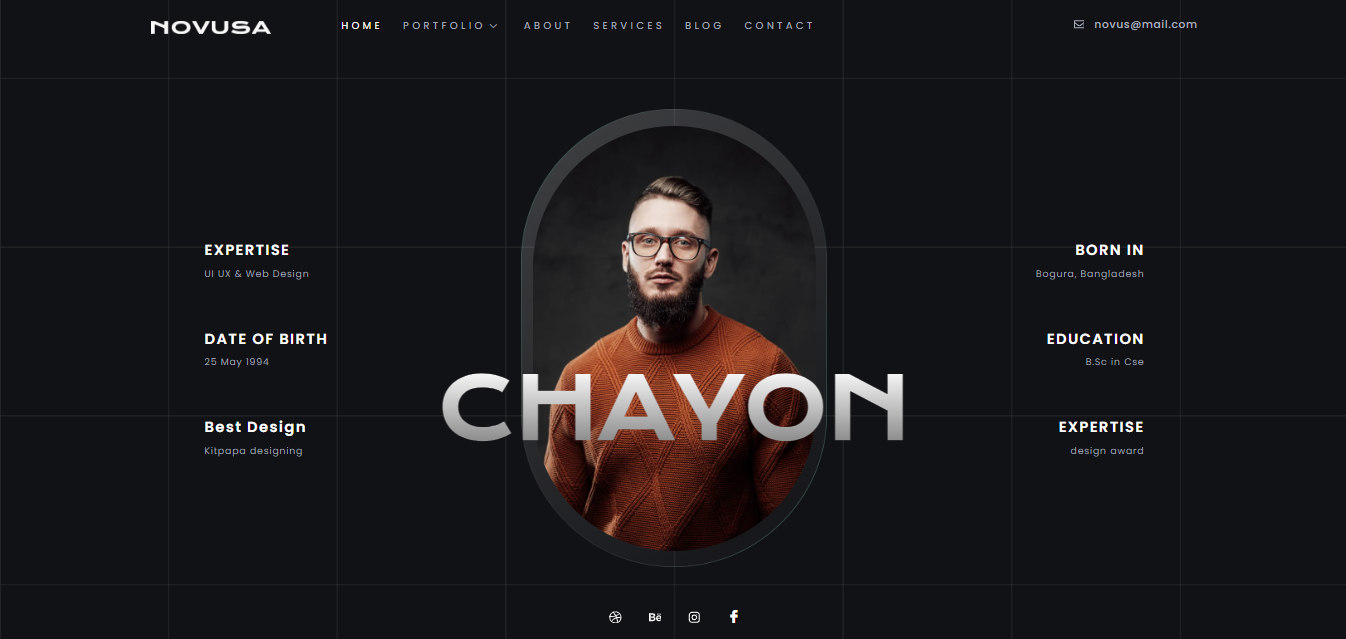 NOVUSA
HOME PORTFOLIO ABOUT SERVICES BLOG CONTACT
novus@mail.com
EXPERTISE
UI UX & Web Design
DATE OF BIRTH
25 May 1994
Best Design
Kitpapa designing
CHAYON
BORN IN
Bogura, Bangladesh
EDUCATION
B.Sc in Cse
EXPERTISE
design award
Bē